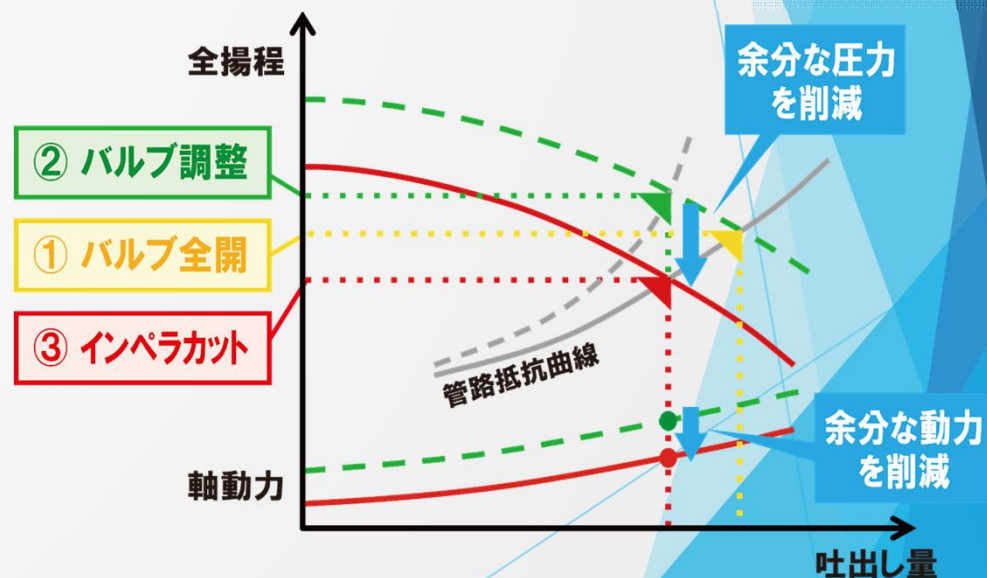 全揚程
余分な圧力
を削減
② バルブ調整
① バルブ全開
③ インペラカット
管路抵抗曲線
余分な動力
を削減
軸動力
吐出し量